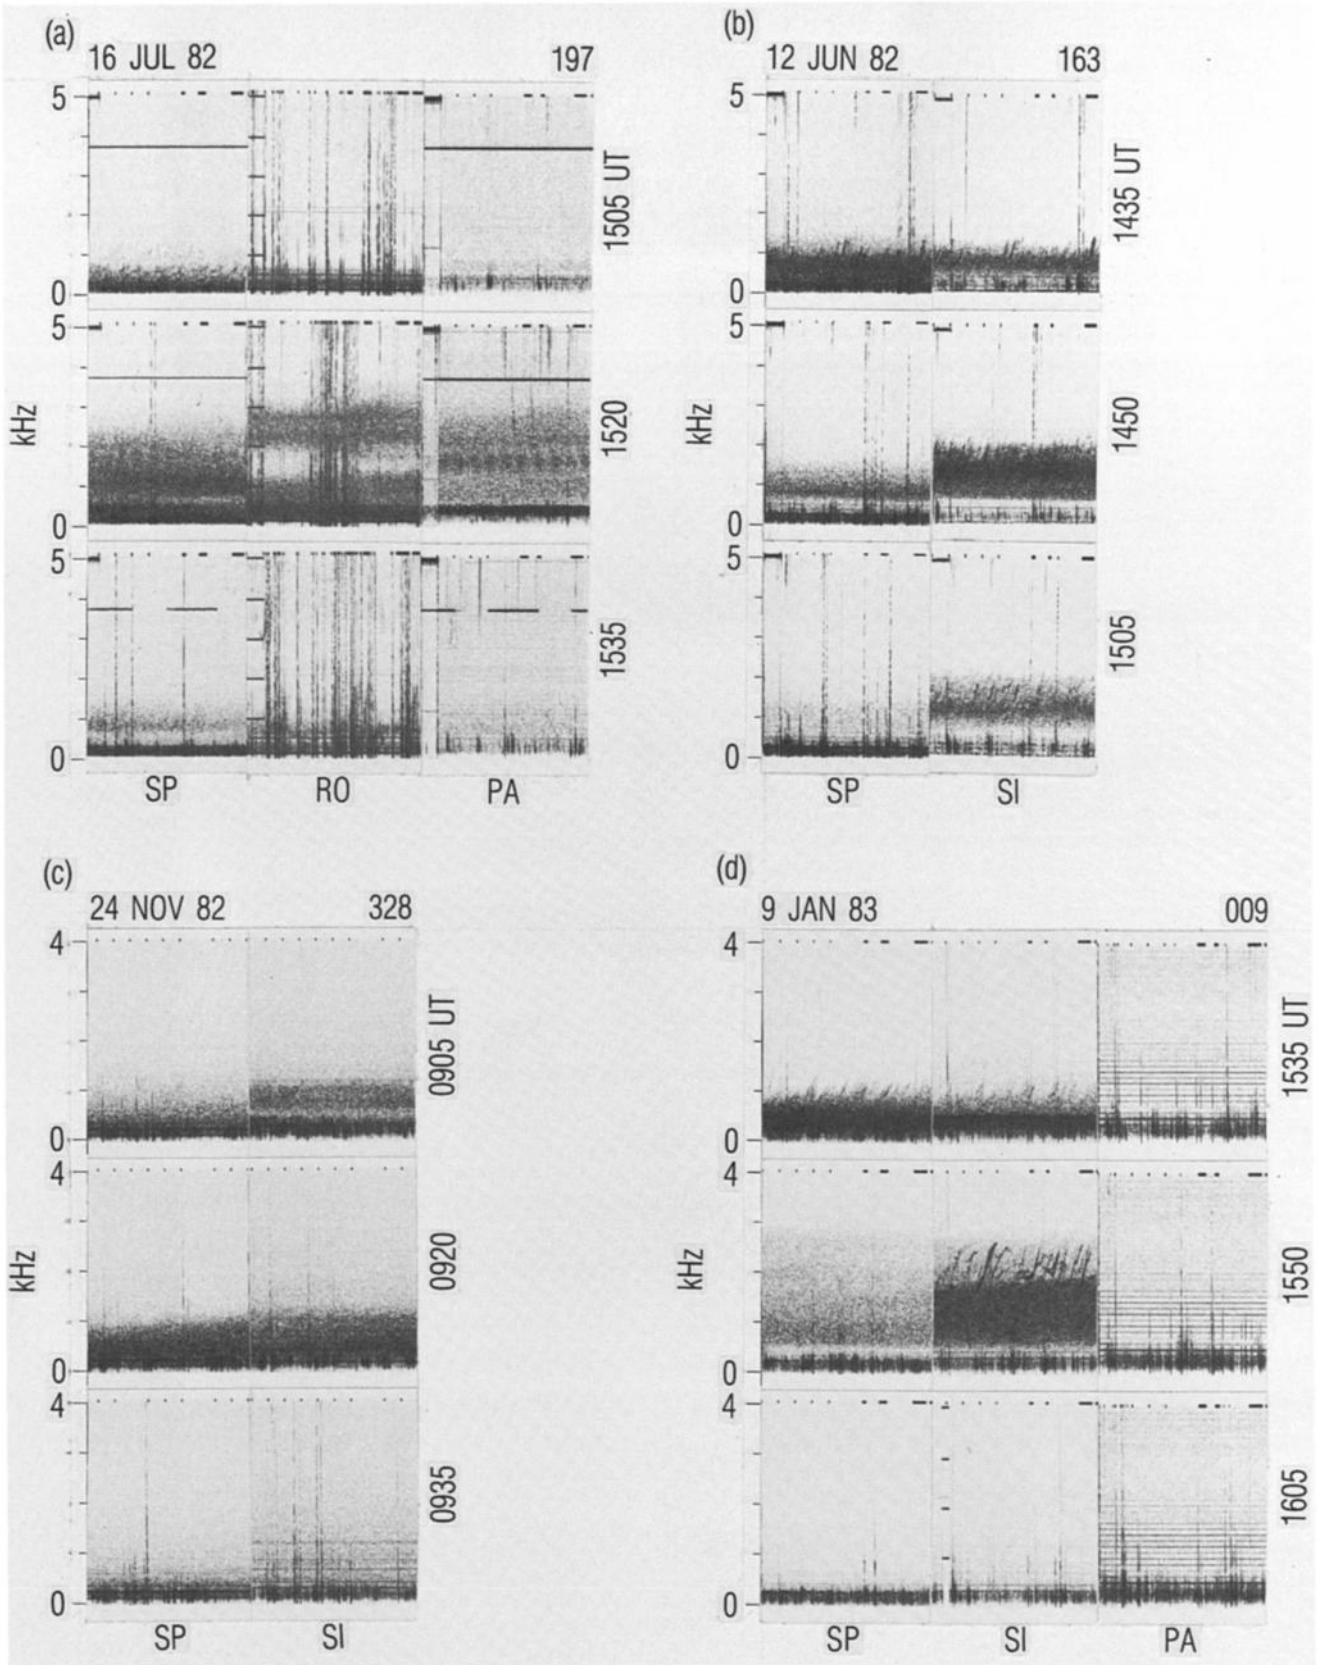 (a)
16 JUL 82 197
5
0
1505 UT
5
0
kHz
1520
5
0
1535
SP RO PA
(b)
12 JUN 82 163
5
0
1435 UT
5
0
kHz
1450
5
0
1505
SP SI
(c)
24 NOV 82 328
4
0
0905 UT
4
0
kHz
0920
4
0
0935
SP SI
(d)
9 JAN 83 009
4
0
1535 UT
4
0
kHz
1550
4
0
1605
SP SI PA